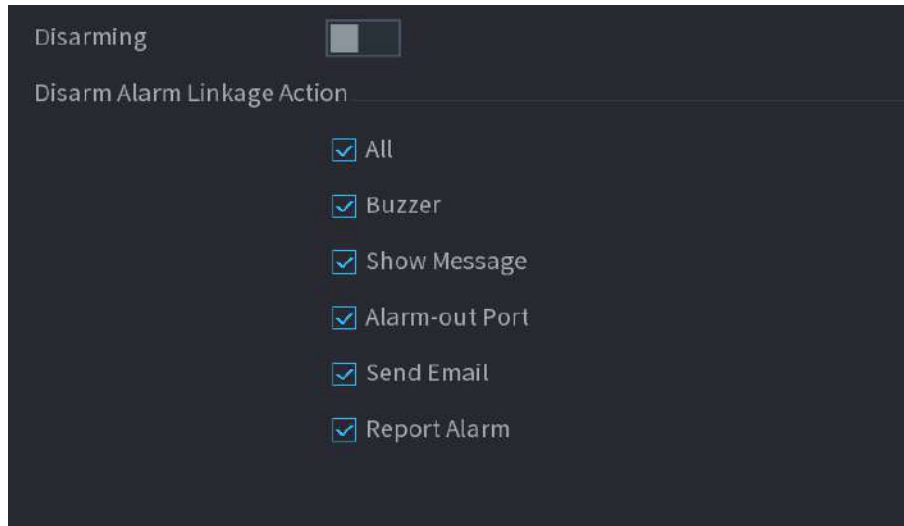 Disarming
Disarm Alarm Linkage Action
All
Buzzer
Show Message
Alarm-out Port
Send Email
Report Alarm